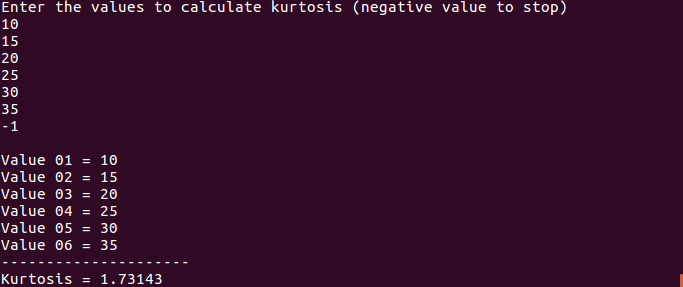 Enter the values to calculate kurtosis (negative value to stop)
10
15
20
25
30
35
-1
Value 01 = 10
Value 02 = 15
Value 03 = 20
Value 04 = 25
Value 05 = 30
Value 06 = 35
---------------------
Kurtosis = 1.73143